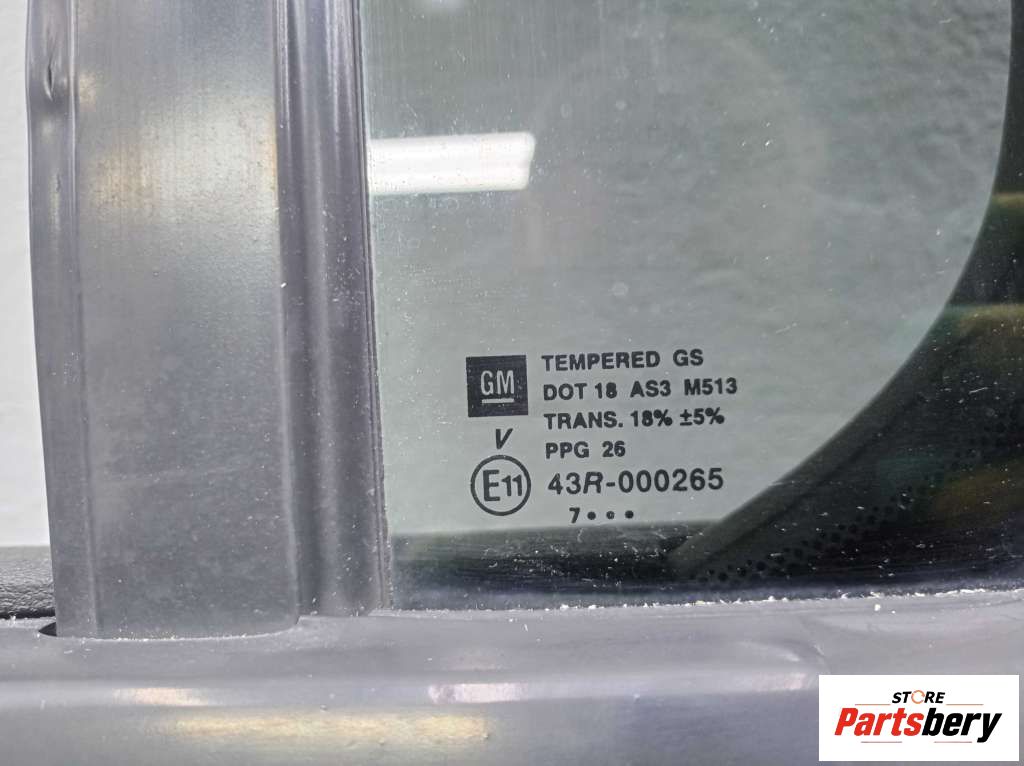 GM
TEMPERED GS
DOT 18 AS3 M513
TRANS. 18% ±5%
V
PPG 26
E11
43R-000265
7•••
STORE
Partsbery